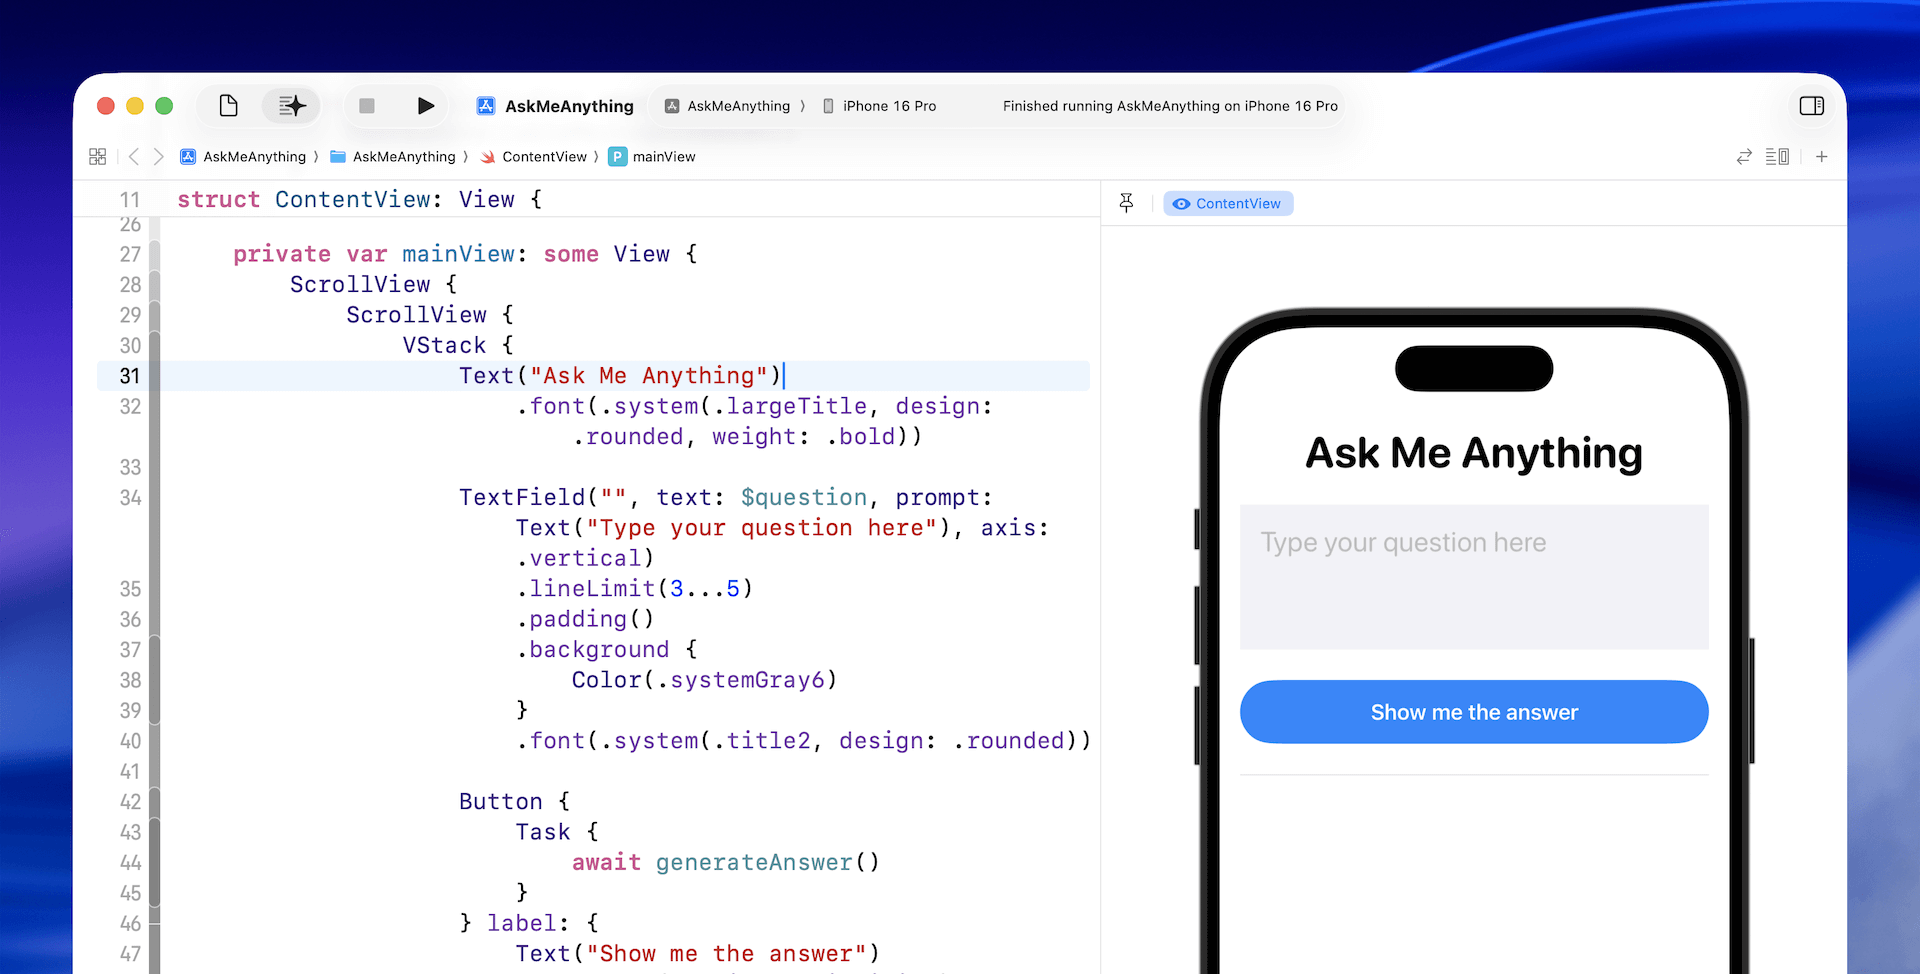 AskMeAnything
AskMeAnything 〉 iPhone 16 Pro
Finished running AskMeAnything on iPhone 16 Pro
AskMeAnything 〉 AskMeAnything 〉 ContentView 〉 P mainView
11 struct ContentView: View {
26
27 private var mainView: some View {
28 ScrollView {
29 ScrollView {
30 VStack {
31 Text("Ask Me Anything")
32 .font(.system(.largeTitle, design:
.rounded, weight: .bold))
33
34 TextField("", text: $question, prompt:
Text("Type your question here"), axis:
.vertical)
35 .lineLimit(3...5)
36 .padding()
37 .background {
38 Color(.systemGray6)
39 }
40 .font(.system(.title2, design: .rounded))
41
42 Button {
43 Task {
44 await generateAnswer()
45 }
46 } label: {
47 Text("Show me the answer")
ContentView
Ask Me Anything
Type your question here
Show me the answer